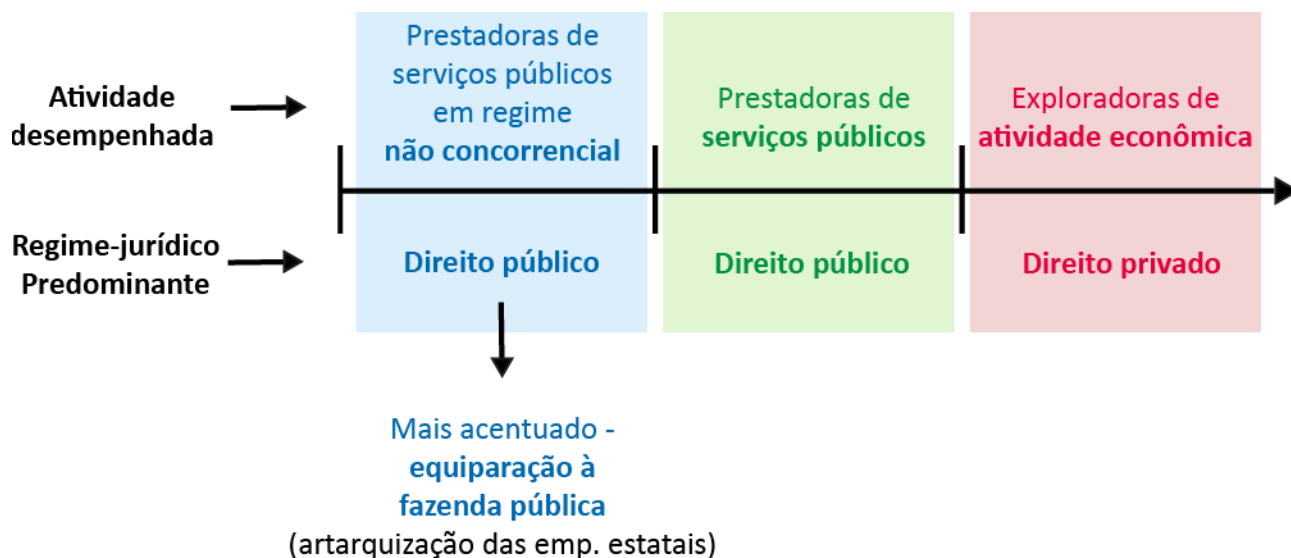 Atividade
desempenhada
Prestadoras de
serviços públicos
em regime
não concorrencial
Prestadoras de
serviços públicos
Exploradoras de
atividade econômica
Regime-jurídico
Predominante
Direito público
Direito público
Direito privado
Mais acentuado -
equiparação à
fazenda pública
(artarquização das emp. estatais)